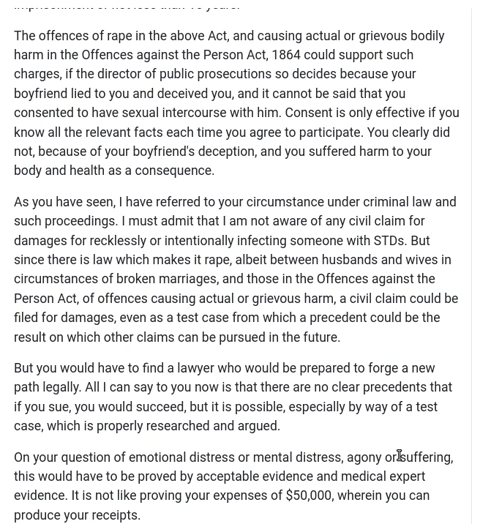 The offences of rape in the above Act, and causing actual or grievous bodily
harm in the Offences against the Person Act, 1864 could support such
charges, if the director of public prosecutions so decides because your
boyfriend lied to you and deceived you, and it cannot be said that you
consented to have sexual intercourse with him. Consent is only effective if you
know all the relevant facts each time you agree to participate. You clearly did
not, because of your boyfriend's deception, and you suffered harm to your
body and health as a consequence.
As you have seen, I have referred to your circumstance under criminal law and
such proceedings. I must admit that I am not aware of any civil claim for
damages for recklessly or intentionally infecting someone with STDs. But
since there is law which makes it rape, albeit between husbands and wives in
circumstances of broken marriages, and those in the Offences against the
Person Act, of offences causing actual or grievous harm, a civil claim could be
filed for damages, even as a test case from which a precedent could be the
result on which other claims can be pursued in the future.
But you would have to find a lawyer who would be prepared to forge a new
path legally. All I can say to you now is that there are no clear precedents that
if you sue, you would succeed, but it is possible, especially by way of a test
case, which is properly researched and argued.
On your question of emotional distress or mental distress, agony or suffering,
this would have to be proved by acceptable evidence and medical expert
evidence. It is not like proving your expenses of $50,000, wherein you can
produce your receipts.